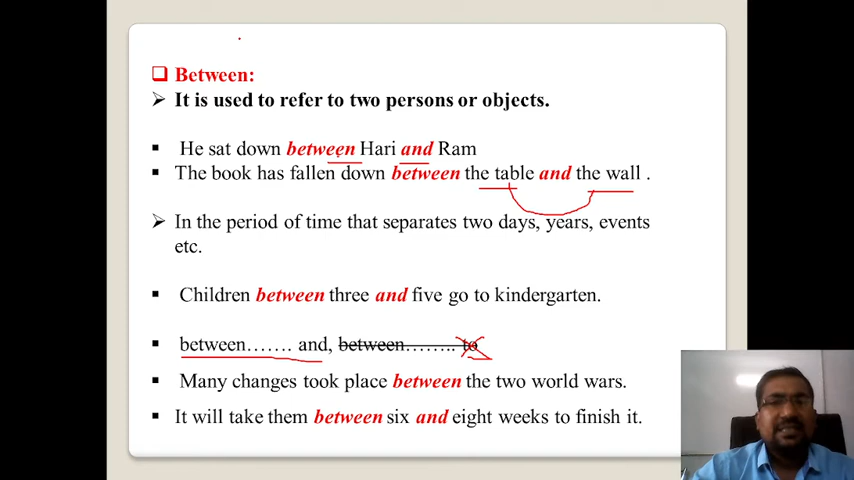 Between:
It is used to refer to two persons or objects.
He sat down between Hari and Ram
The book has fallen down between the table and the wall .
In the period of time that separates two days, years, events
etc.
Children between three and five go to kindergarten.
between……. and, between…….. to
Many changes took place between the two world wars.
It will take them between six and eight weeks to finish it.